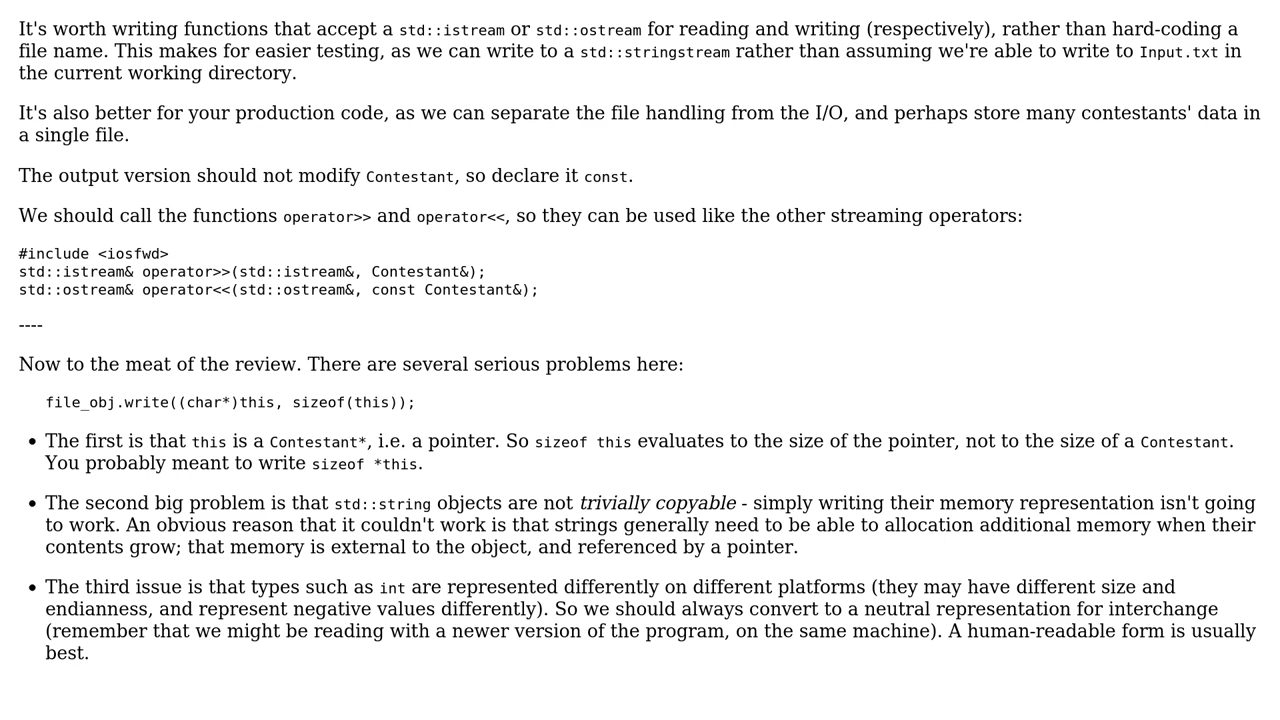 It's worth writing functions that accept a std::istream or std::ostream for reading and writing (respectively), rather than hard-coding a
file name. This makes for easier testing, as we can write to a std::stringstream rather than assuming we're able to write to Input.txt in
the current working directory.
It's also better for your production code, as we can separate the file handling from the I/O, and perhaps store many contestants' data in
a single file.
The output version should not modify Contestant, so declare it const.
We should call the functions operator>> and operator<<, so they can be used like the other streaming operators:
#include <iosfwd>
std::istream& operator>>(std::istream&, Contestant&);
std::ostream& operator<<(std::ostream&, const Contestant&);
----
Now to the meat of the review. There are several serious problems here:
file_obj.write((char*)this, sizeof(this));
• The first is that this is a Contestant*, i.e. a pointer. So sizeof this evaluates to the size of the pointer, not to the size of a Contestant.
You probably meant to write sizeof *this.
• The second big problem is that std::string objects are not trivially copyable - simply writing their memory representation isn't going
to work. An obvious reason that it couldn't work is that strings generally need to be able to allocation additional memory when their
contents grow; that memory is external to the object, and referenced by a pointer.
• The third issue is that types such as int are represented differently on different platforms (they may have different size and
endianness, and represent negative values differently). So we should always convert to a neutral representation for interchange
(remember that we might be reading with a newer version of the program, on the same machine). A human-readable form is usually
best.